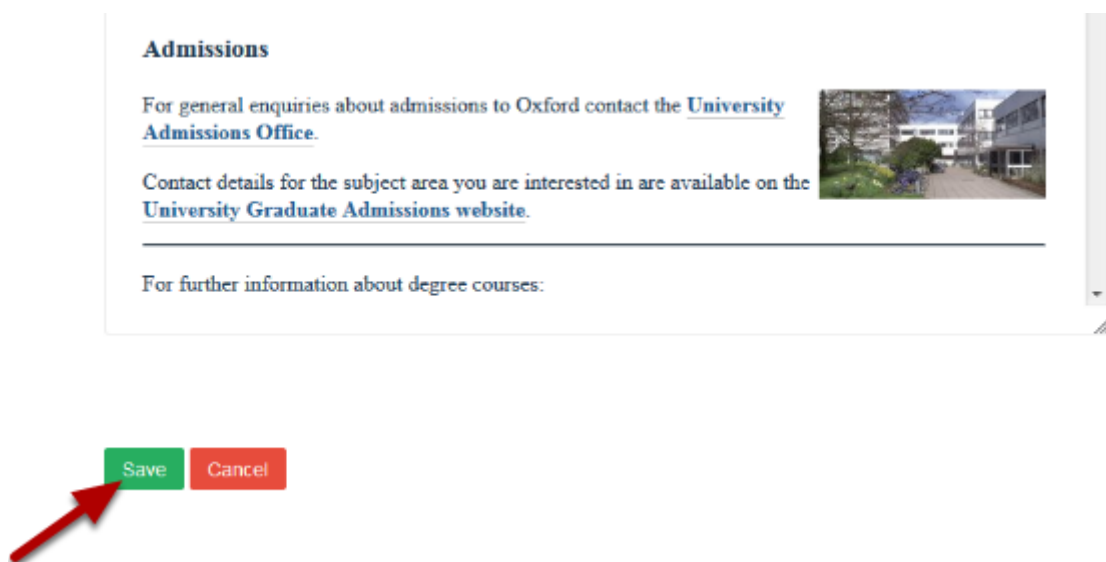 Admissions
For general enquiries about admissions to Oxford contact the University
Admissions Office.
Contact details for the subject area you are interested in are available on the
University Graduate Admissions website.
For further information about degree courses:
Save Cancel